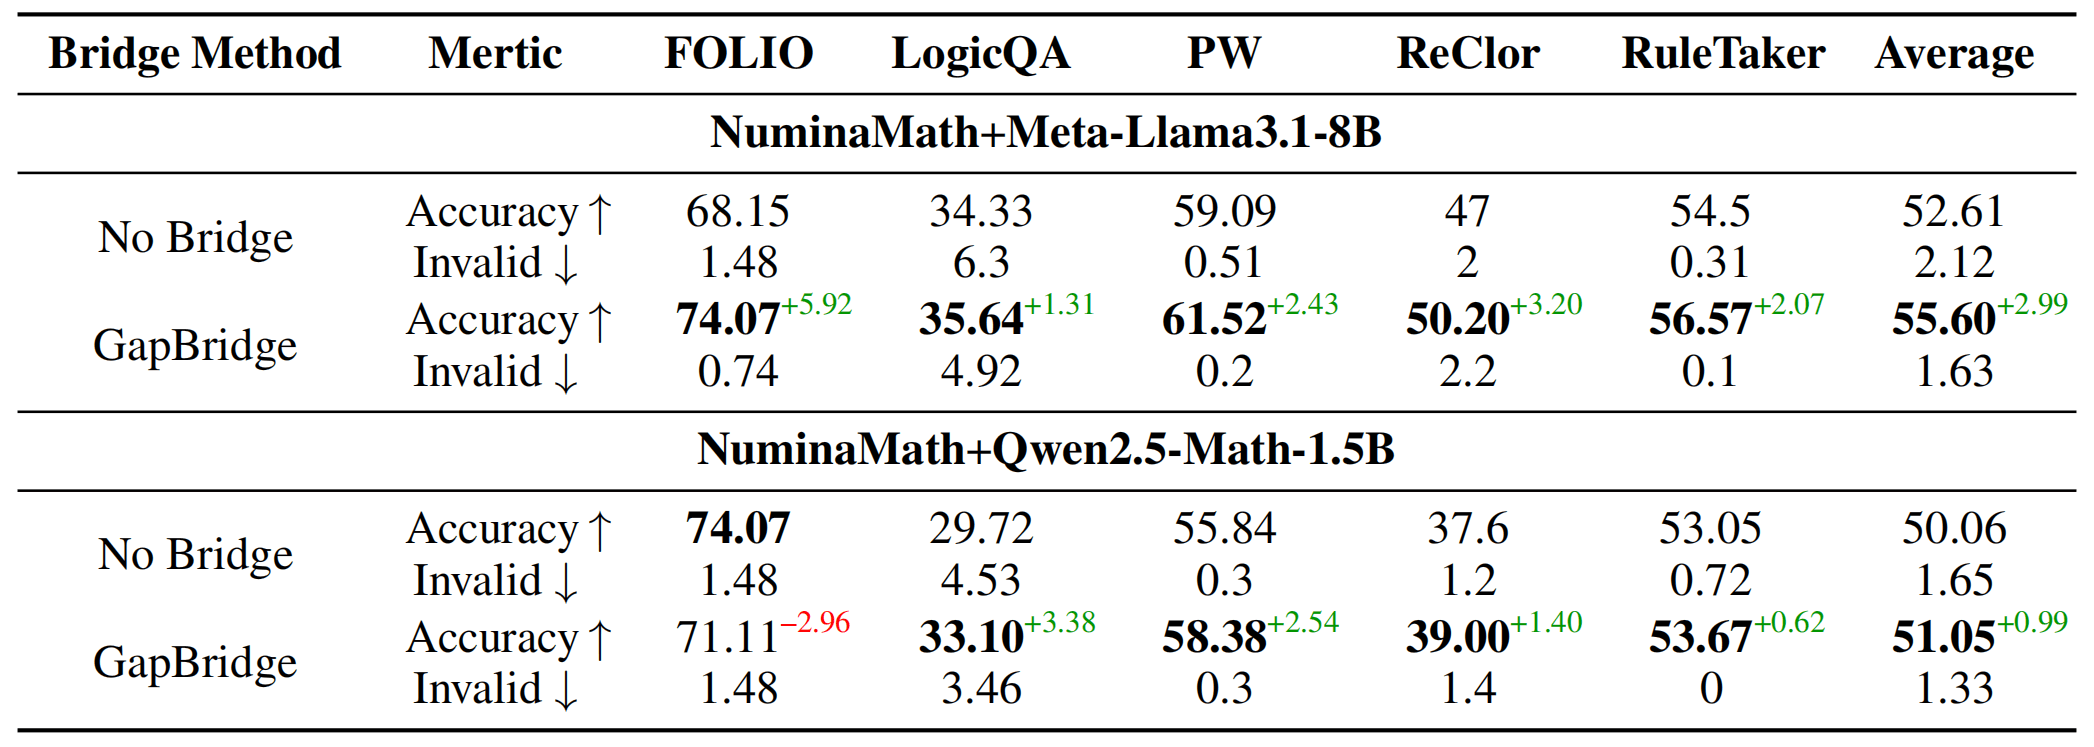 Bridge Method Mertic FOLIO LogicQA PW ReClor RuleTaker Average
NuminaMath+Meta-Llama3.1-8B
No Bridge
Accuracy ↑ 68.15 34.33 59.09 47 54.5 52.61
Invalid ↓ 1.48 6.3 0.51 2 0.31 2.12
GapBridge
Accuracy ↑ 74.07+5.92 35.64+1.31 61.52+2.43 50.20+3.20 56.57+2.07 55.60+2.99
Invalid ↓ 0.74 4.92 0.2 2.2 0.1 1.63
NuminaMath+Qwen2.5-Math-1.5B
No Bridge
Accuracy ↑ 74.07 29.72 55.84 37.6 53.05 50.06
Invalid ↓ 1.48 4.53 0.3 1.2 0.72 1.65
GapBridge
Accuracy ↑ 71.11−2.96 33.10+3.38 58.38+2.54 39.00+1.40 53.67+0.62 51.05+0.99
Invalid ↓ 1.48 3.46 0.3 1.4 0 1.33